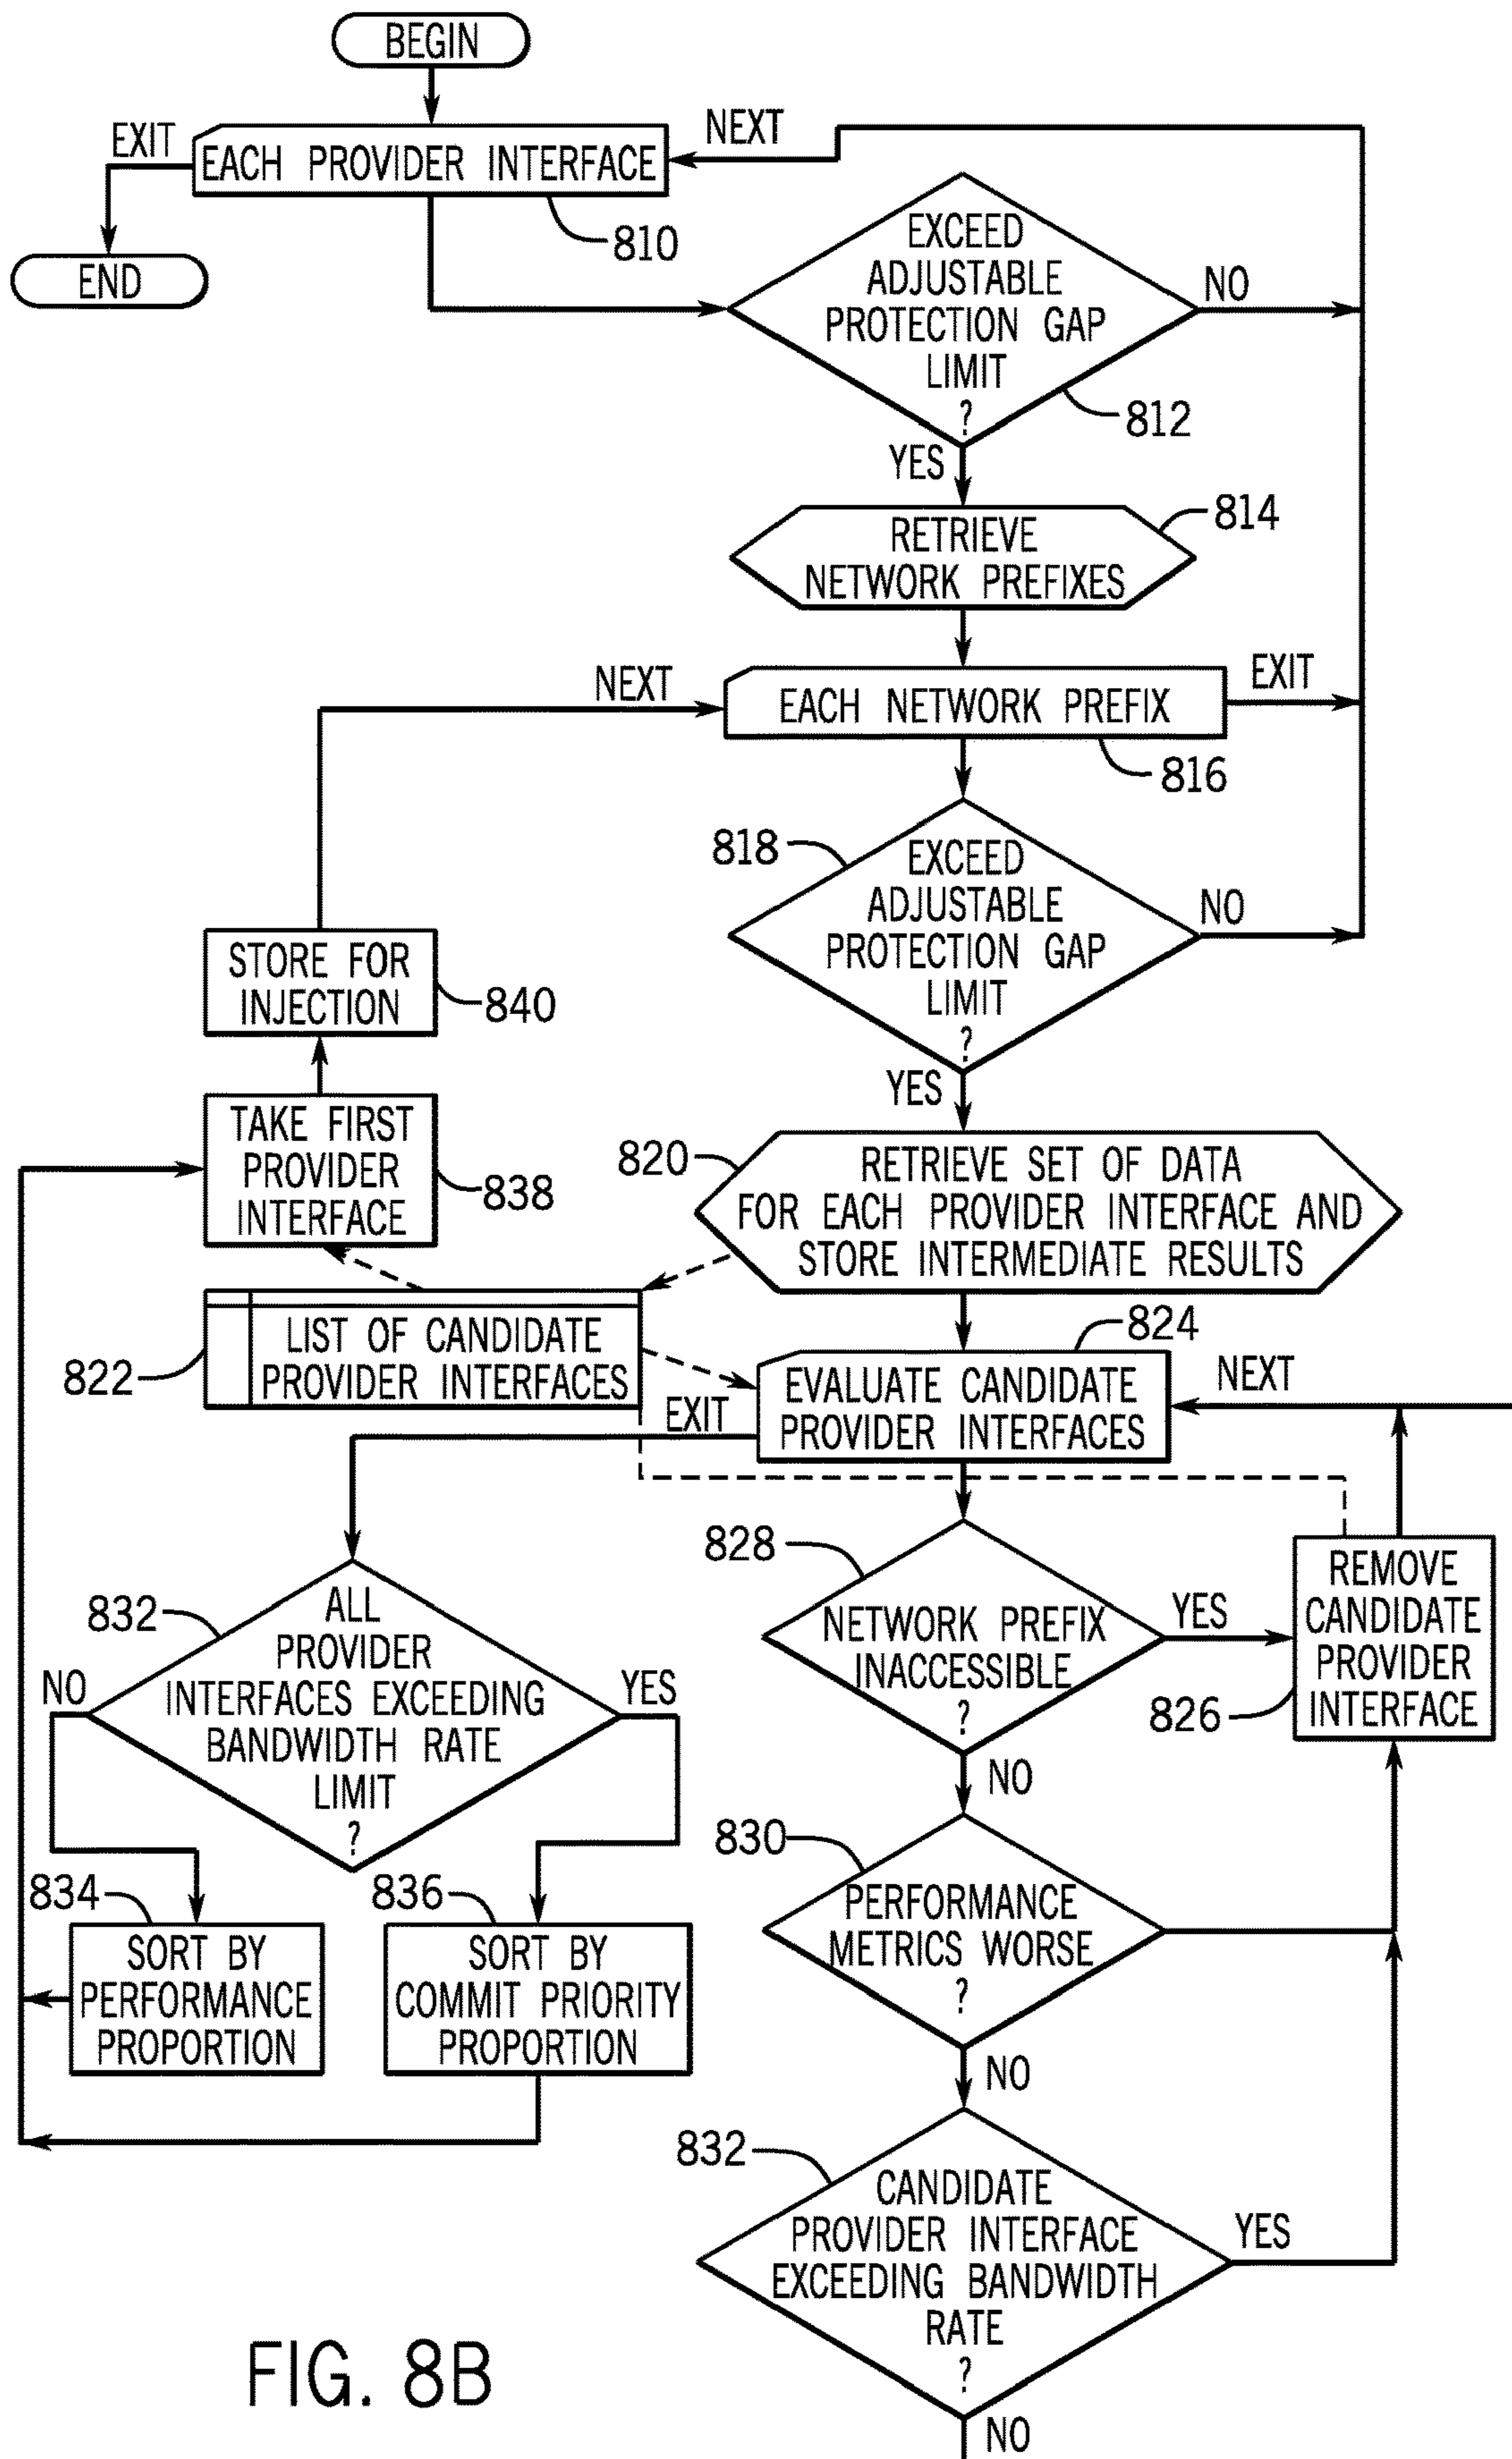 BEGIN
EXIT
NEXT
EACH PROVIDER INTERFACE
810
END
EXCEED
ADJUSTABLE
PROTECTION GAP
LIMIT
?
NO
812
YES
814
RETRIEVE
NETWORK PREFIXES
NEXT
EACH NETWORK PREFIX
EXIT
816
818
EXCEED
ADJUSTABLE
PROTECTION GAP
LIMIT
?
NO
YES
STORE FOR
INJECTION
840
TAKE FIRST
PROVIDER
INTERFACE
838
820
RETRIEVE SET OF DATA
FOR EACH PROVIDER INTERFACE AND
STORE INTERMEDIATE RESULTS
822
LIST OF CANDIDATE
PROVIDER INTERFACES
824
EVALUATE CANDIDATE
PROVIDER INTERFACES
NEXT
EXIT
828
NETWORK PREFIX
INACCESSIBLE
?
YES
NO
REMOVE
CANDIDATE
PROVIDER
INTERFACE
826
832
ALL
PROVIDER
INTERFACES EXCEEDING
BANDWIDTH RATE
LIMIT
?
NO
YES
830
PERFORMANCE
METRICS WORSE
?
NO
834
SORT BY
PERFORMANCE
PROPORTION
836
SORT BY
COMMIT PRIORITY
PROPORTION
832
CANDIDATE
PROVIDER INTERFACE
EXCEEDING BANDWIDTH
RATE
?
YES
NO
FIG. 8B